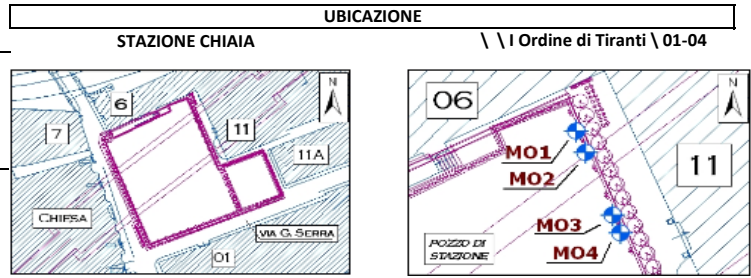 UBICAZIONE
STAZIONE CHIAIA
\ \ I Ordine di Tiranti \ 01-04
N
6
7
11
11A
CHIESA
VIA G. SERRA
01
N
06
MO1
MO2
11
MO3
MO4
POZZO DI
STAZIONE